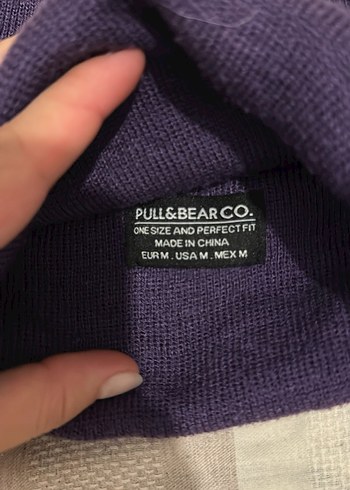 PULL&BEAR CO.
ONE SIZE AND PERFECT FIT
MADE IN CHINA
EUR M . USA M . MEX M